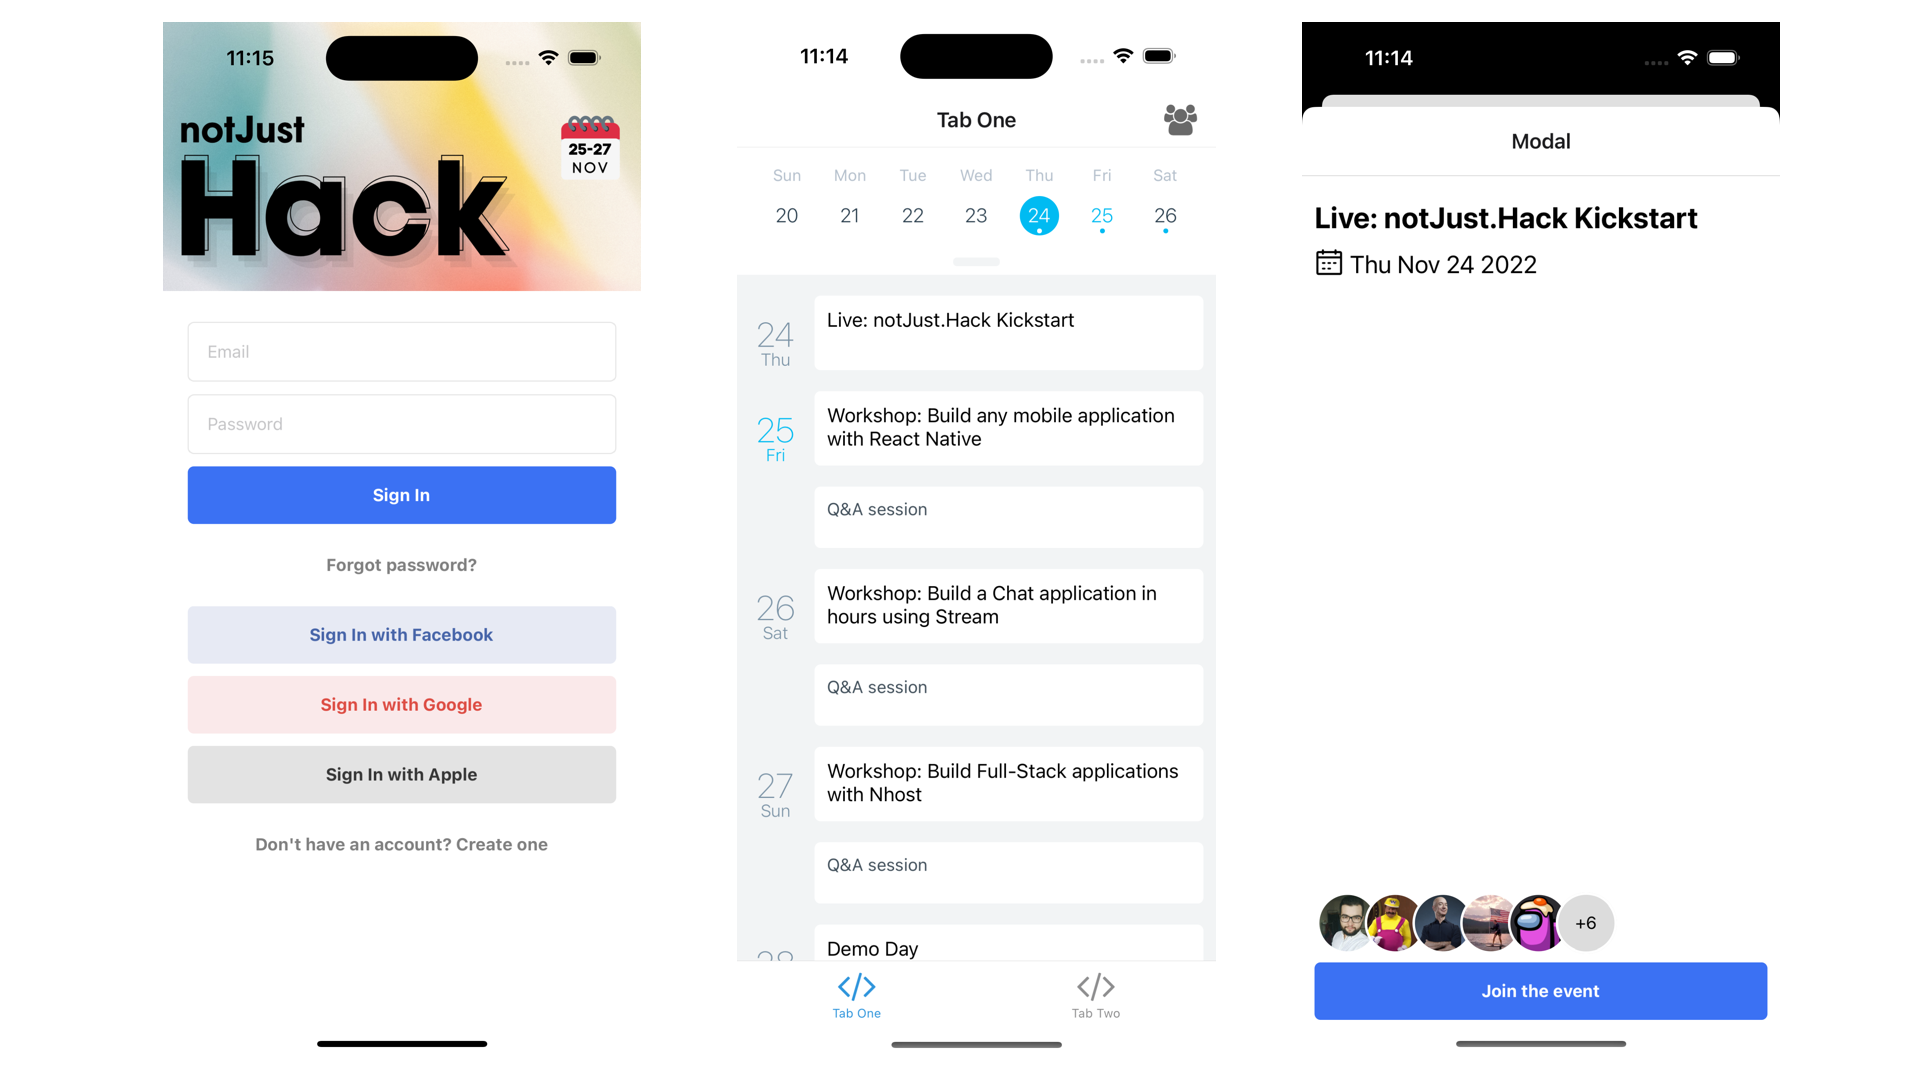 11:15
notJust
Hack
25-27
NOV
Email
Password
Sign In
Forgot password?
Sign In with Facebook
Sign In with Google
Sign In with Apple
Don't have an account? Create one
11:14
Tab One
Sun Mon Tue Wed Thu Fri Sat
20 21 22 23 24 25 26
24
Thu
Live: notJust.Hack Kickstart
25
Fri
Workshop: Build any mobile application
with React Native
Q&A session
26
Sat
Workshop: Build a Chat application in
hours using Stream
Q&A session
27
Sun
Workshop: Build Full-Stack applications
with Nhost
Q&A session
28
Demo Day
Tab One
Tab Two
11:14
Modal
Live: notJust.Hack Kickstart
Thu Nov 24 2022
+6
Join the event